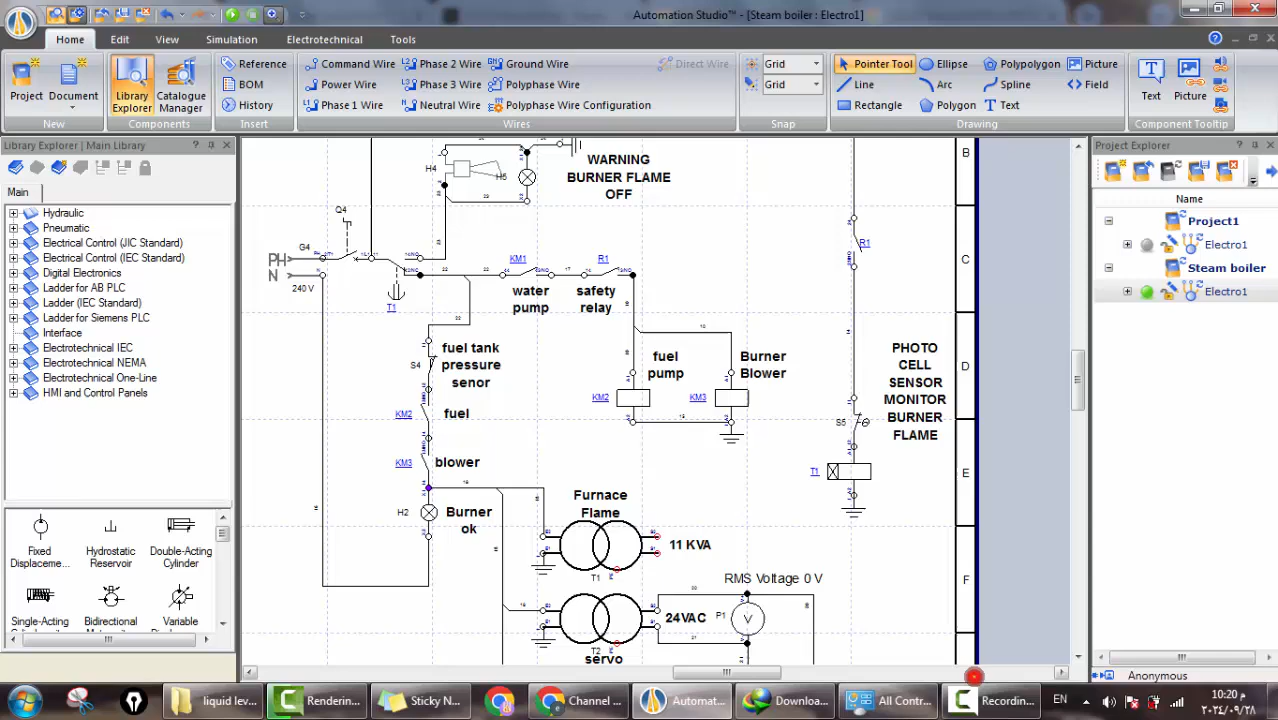 Automation Studio™ - [Steam boiler : Electro1]
Home
Edit
View
Simulation
Electrotechnical
Tools
Project
Document
New
Library
Explorer
Catalogue
Manager
Components
Reference
BOM
History
Insert
Command Wire
Phase 2 Wire
Ground Wire
Direct Wire
Power Wire
Phase 3 Wire
Polyphase Wire
Phase 1 Wire
Neutral Wire
Polyphase Wire Configuration
Wires
Grid
Grid
Snap
Pointer Tool
Ellipse
Polypolygon
Picture
Line
Arc
Spline
Field
Rectangle
Polygon
Text
Drawing
Text
Picture
Component Tooltip
Library Explorer | Main Library
Main
Hydraulic
Pneumatic
Electrical Control (JIC Standard)
Electrical Control (IEC Standard)
Digital Electronics
Ladder for AB PLC
Ladder (IEC Standard)
Ladder for Siemens PLC
Interface
Electrotechnical IEC
Electrotechnical NEMA
Electrotechnical One-Line
HMI and Control Panels
Fixed
Displaceme...
Hydrostatic
Reservoir
Double-Acting
Cylinder
Single-Acting
Bidirectional
Variable
H4
H5
WARNING
BURNER FLAME
OFF
B
Q4
G4
PH
N
240 V
T1
KM1
R1
water
pump
safety
relay
R1
C
fuel tank
pressure
senor
S4
KM2
fuel
KM3
blower
H2
Burner
ok
fuel
pump
Burner
Blower
KM2
KM3
D
PHOTO
CELL
SENSOR
MONITOR
BURNER
FLAME
S5
T1
E
Furnace
Flame
11 KVA
T1
RMS Voltage 0 V
F
24VAC
P1
V
T2
servo
Project Explorer
Name
Project1
Electro1
Steam boiler
Electro1
Anonymous
liquid lev...
Renderin...
Sticky N...
Channel ...
Automat...
Downloa...
All Contr...
Recordin...
EN
10:20 م
٢٠٢٤/٠٩/٢٨